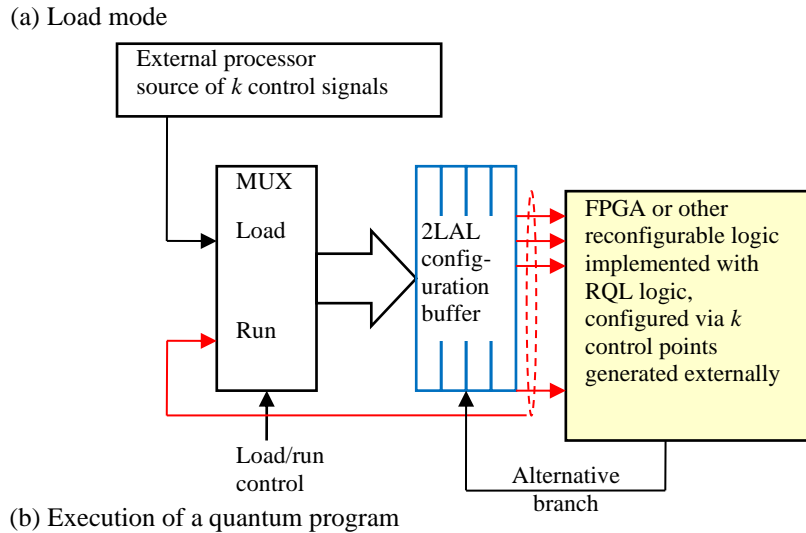 (a) Load mode
External processor
source of k control signals
MUX
Load
Run
2LAL
config-
uration
buffer
FPGA or other
reconfigurable logic
implemented with
RQL logic,
configured via k
control points
generated externally
Load/run
control
Alternative
branch
(b) Execution of a quantum program